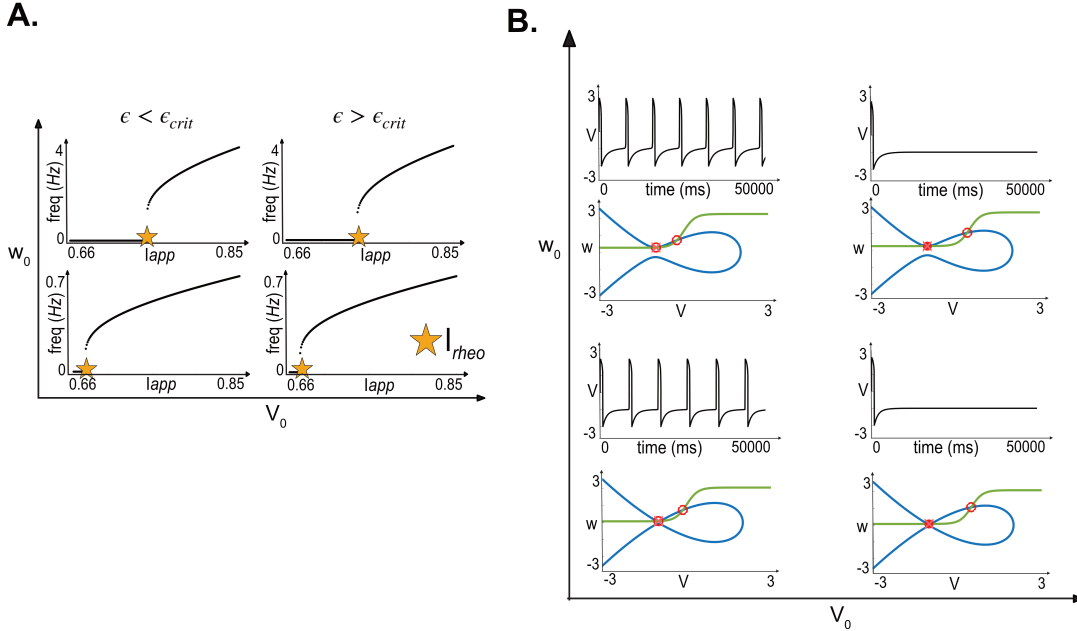 A.
ϵ < ϵcrit
ϵ > ϵcrit
4
freq (Hz)
0
0.66 Iapp 0.85
4
freq (Hz)
0
0.66 Iapp 0.85
w0
0.7
freq (Hz)
0
0.66 Iapp 0.85
0.7
freq (Hz)
0
0.66 Iapp 0.85
Irheo
V0
B.
3
V
-3
0 time (ms) 50000
3
V
-3
0 time (ms) 50000
w0
3
w
-3
-3 V 3
3
w
-3
-3 V 3
3
V
-3
0 time (ms) 50000
3
V
-3
0 time (ms) 50000
3
w
-3
-3 V 3
3
w
-3
-3 V 3
V0